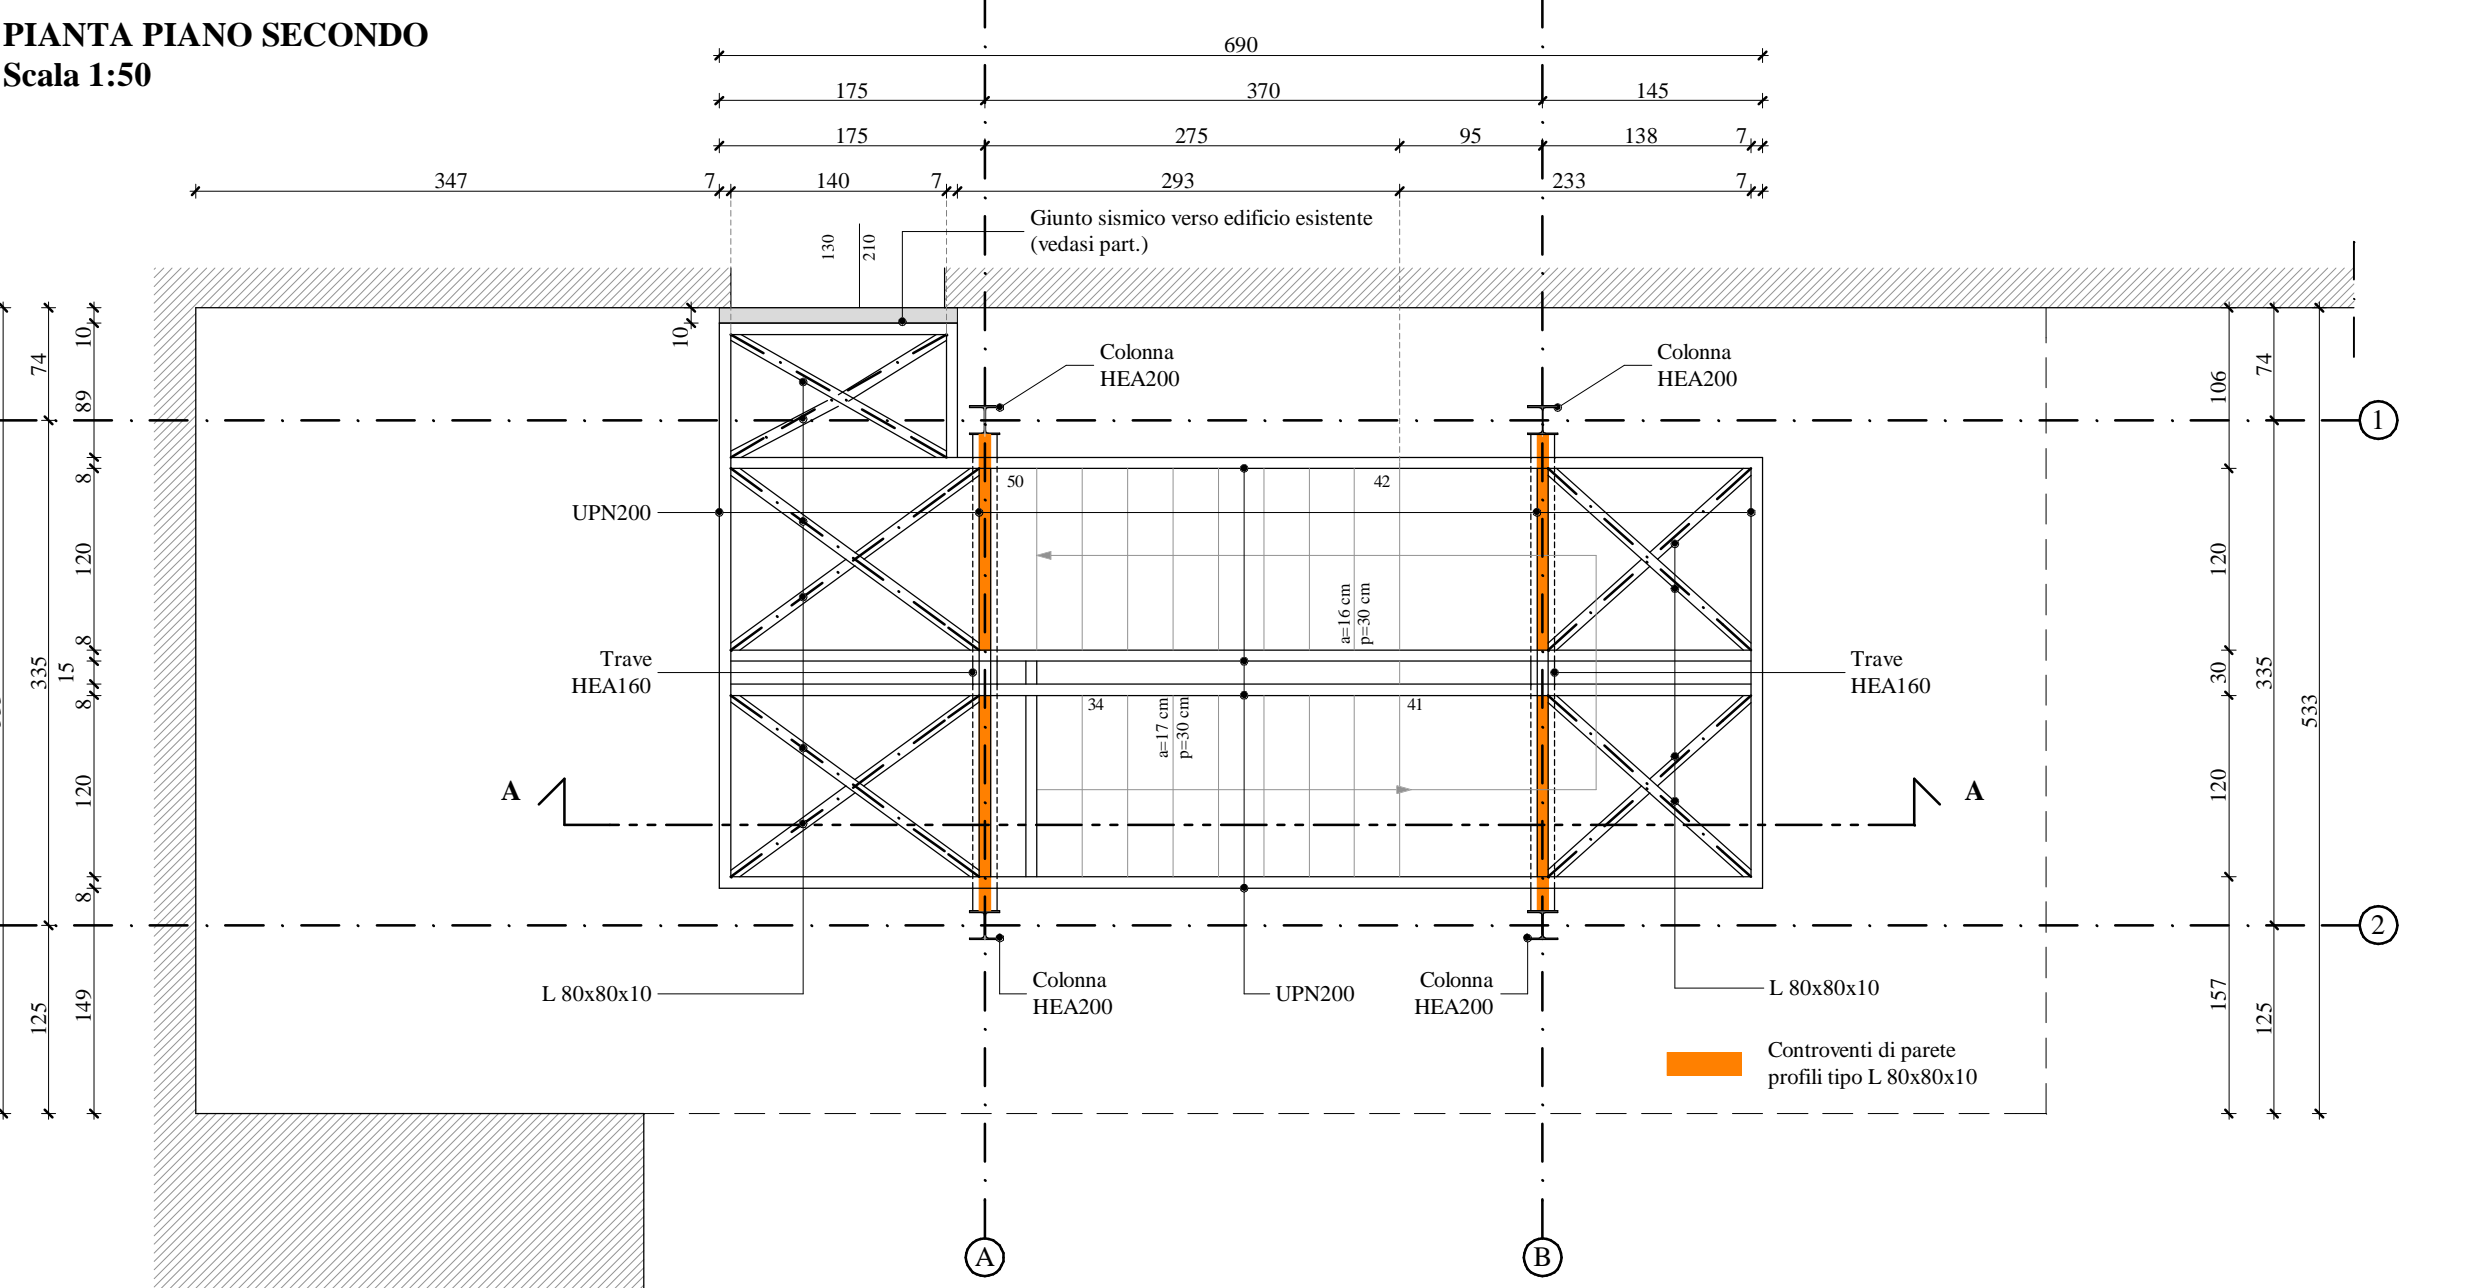 PIANTA PIANO SECONDO
Scala 1:50
690
175 370 145
175 275 95 138 7
347 7 140 7 293 233 7
130
210
Giunto sismico verso edificio esistente
(vedasi part.)
10
Colonna
HEA200
Colonna
HEA200
74
335
125
10
89
8
120
8
15
8
120
8
149
106
120
30
120
157
74
335
125
533
1
50 42
UPN200
a=16 cm
p=30 cm
Trave
HEA160
Trave
HEA160
34 41
a=17 cm
p=30 cm
A A
2
L 80x80x10
Colonna
HEA200
UPN200
Colonna
HEA200
L 80x80x10
Controventi di parete
profili tipo L 80x80x10
A B